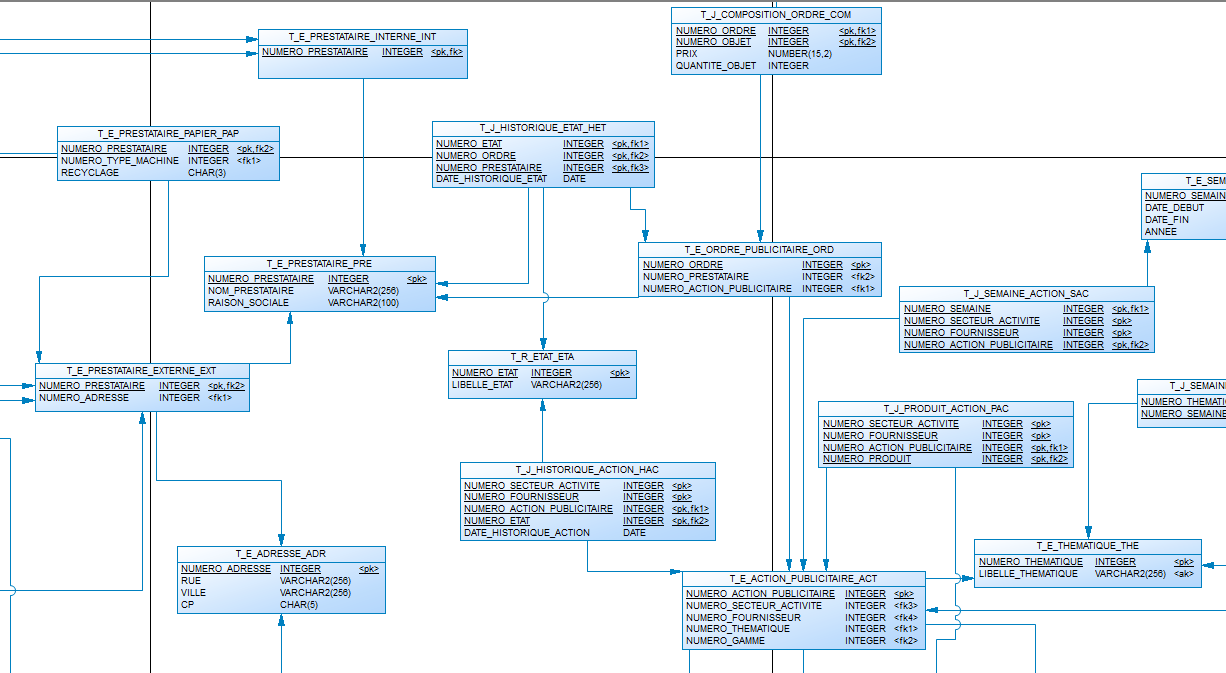 T_E_PRESTATAIRE_INTERNE_INT
NUMERO_PRESTATAIRE INTEGER <pk,fk>
T_J_COMPOSITION_ORDRE_COM
NUMERO_ORDRE INTEGER <pk,fk1>
NUMERO_OBJET INTEGER <pk,fk2>
PRIX NUMBER(15,2)
QUANTITE_OBJET INTEGER
T_E_PRESTATAIRE_PAPIER_PAP
NUMERO_PRESTATAIRE INTEGER <pk,fk2>
NUMERO_TYPE_MACHINE INTEGER <fk1>
RECYCLAGE CHAR(3)
T_J_HISTORIQUE_ETAT_HET
NUMERO_ETAT INTEGER <pk,fk1>
NUMERO_ORDRE INTEGER <pk,fk2>
NUMERO_PRESTATAIRE INTEGER <pk,fk3>
DATE_HISTORIQUE_ETAT DATE
T_E_SEM
NUMERO_SEMAIN
DATE_DEBUT
DATE_FIN
ANNEE
T_E_PRESTATAIRE_PRE
NUMERO_PRESTATAIRE INTEGER <pk>
NOM_PRESTATAIRE VARCHAR2(256)
RAISON_SOCIALE VARCHAR2(100)
T_E_ORDRE_PUBLICITAIRE_ORD
NUMERO_ORDRE INTEGER <pk>
NUMERO_PRESTATAIRE INTEGER <fk2>
NUMERO_ACTION_PUBLICITAIRE INTEGER <fk1>
T_J_SEMAINE_ACTION_SAC
NUMERO_SEMAINE INTEGER <pk,fk1>
NUMERO_SECTEUR_ACTIVITE INTEGER <pk>
NUMERO_FOURNISSEUR INTEGER <pk>
NUMERO_ACTION_PUBLICITAIRE INTEGER <pk,fk2>
T_R_ETAT_ETA
NUMERO_ETAT INTEGER <pk>
LIBELLE_ETAT VARCHAR2(256)
T_E_PRESTATAIRE_EXTERNE_EXT
NUMERO_PRESTATAIRE INTEGER <pk,fk2>
NUMERO_ADRESSE INTEGER <fk1>
T_J_SEMAIN
NUMERO_THEMATI
NUMERO_SEMAINE
T_J_PRODUIT_ACTION_PAC
NUMERO_SECTEUR_ACTIVITE INTEGER <pk>
NUMERO_FOURNISSEUR INTEGER <pk>
NUMERO_ACTION_PUBLICITAIRE INTEGER <pk,fk1>
NUMERO_PRODUIT INTEGER <pk,fk2>
T_J_HISTORIQUE_ACTION_HAC
NUMERO_SECTEUR_ACTIVITE INTEGER <pk>
NUMERO_FOURNISSEUR INTEGER <pk>
NUMERO_ACTION_PUBLICITAIRE INTEGER <pk,fk1>
NUMERO_ETAT INTEGER <pk,fk2>
DATE_HISTORIQUE_ACTION DATE
T_E_ADRESSE_ADR
NUMERO_ADRESSE INTEGER <pk>
RUE VARCHAR2(256)
VILLE VARCHAR2(256)
CP CHAR(5)
T_E_THEMATIQUE_THE
NUMERO_THEMATIQUE INTEGER <pk>
LIBELLE_THEMATIQUE VARCHAR2(256) <ak>
T_E_ACTION_PUBLICITAIRE_ACT
NUMERO_ACTION_PUBLICITAIRE INTEGER <pk>
NUMERO_SECTEUR_ACTIVITE INTEGER <fk3>
NUMERO_FOURNISSEUR INTEGER <fk4>
NUMERO_THEMATIQUE INTEGER <fk1>
NUMERO_GAMME INTEGER <fk2>